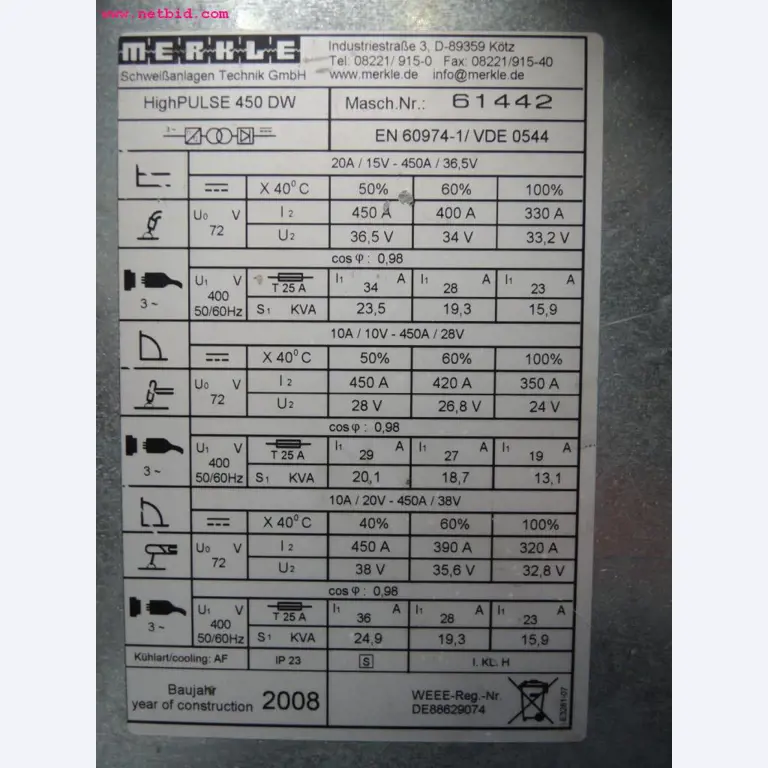 www.netbid.com
MERKLE
Schweißanlagen Technik GmbH
Industriestraße 3, D-89359 Kötz
Tel. 08221/ 915-0 Fax: 08221/915-40
www.merkle.de info@merkle.de
HighPULSE 450 DW Masch.Nr.: 61442
3~ EN 60974-1/ VDE 0544
20A / 15V - 450A / 36,5V
X 40°C 50% 60% 100%
U0 V 72 I2 450 A 400 A 330 A
U2 36,5 V 34 V 33,2 V
cos φ : 0,98
3~ U1 V 400 50/60Hz T 25 A I1 34 A I1 28 A I1 23 A
S1 KVA 23,5 19,3 15,9
10A / 10V - 450A / 28V
X 40°C 50% 60% 100%
U0 V 72 I2 450 A 420 A 350 A
U2 28 V 26,8 V 24 V
cos φ : 0,98
3~ U1 V 400 50/60Hz T 25 A I1 29 A I1 27 A I1 19 A
S1 KVA 20,1 18,7 13,1
10A / 20V - 450A / 38V
X 40°C 40% 60% 100%
U0 V 72 I2 450 A 390 A 320 A
U2 38 V 35,6 V 32,8 V
cos φ : 0,98
3~ U1 V 400 50/60Hz T 25 A I1 36 A I1 28 A I1 23 A
S1 KVA 24,9 19,3 15,9
Kühlart/cooling: AF IP 23 S I. KL. H
Baujahr
year of construction 2008
WEEE-Reg.-Nr.
DE88629074